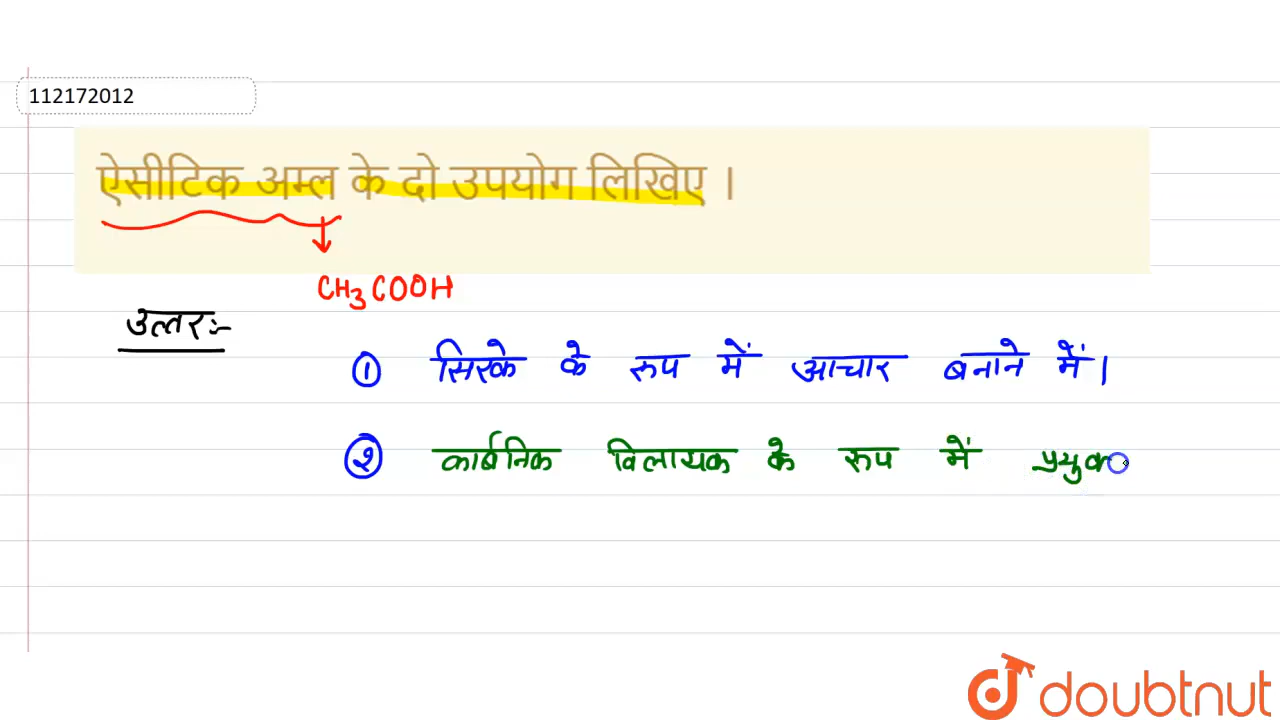 112172012
ऐसीटिक अम्ल के दो उपयोग लिखिए ।
CH3COOH
उत्तर:-
① सिरके के रूप में आचार बनाने में।
② कार्बनिक विलायक के रूप में प्रयुक
doubtnut